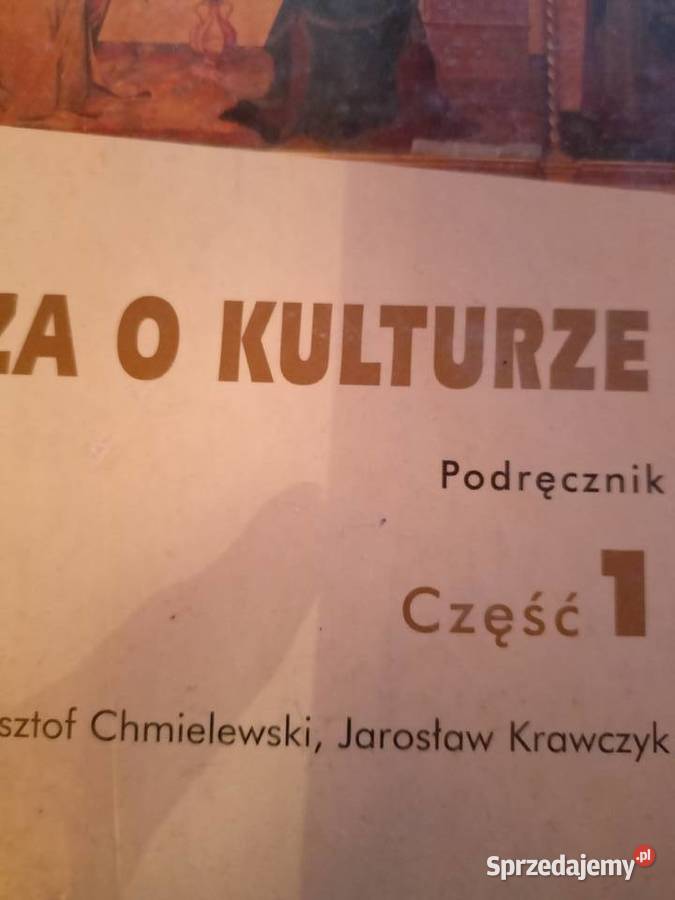 ZA O KULTURZE
Podręcznik
Część 1
sztof Chmielewski, Jarosław Krawczyk
Sprzedajemy.pl